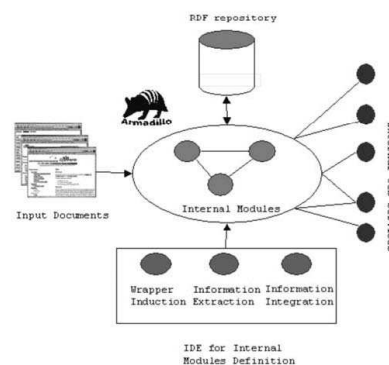 RDF repository
Armadillo
Input Documents
Internal Modules
Wrapper Information Information
Induction Extraction Integration
IDE for Internal
Modules Definition